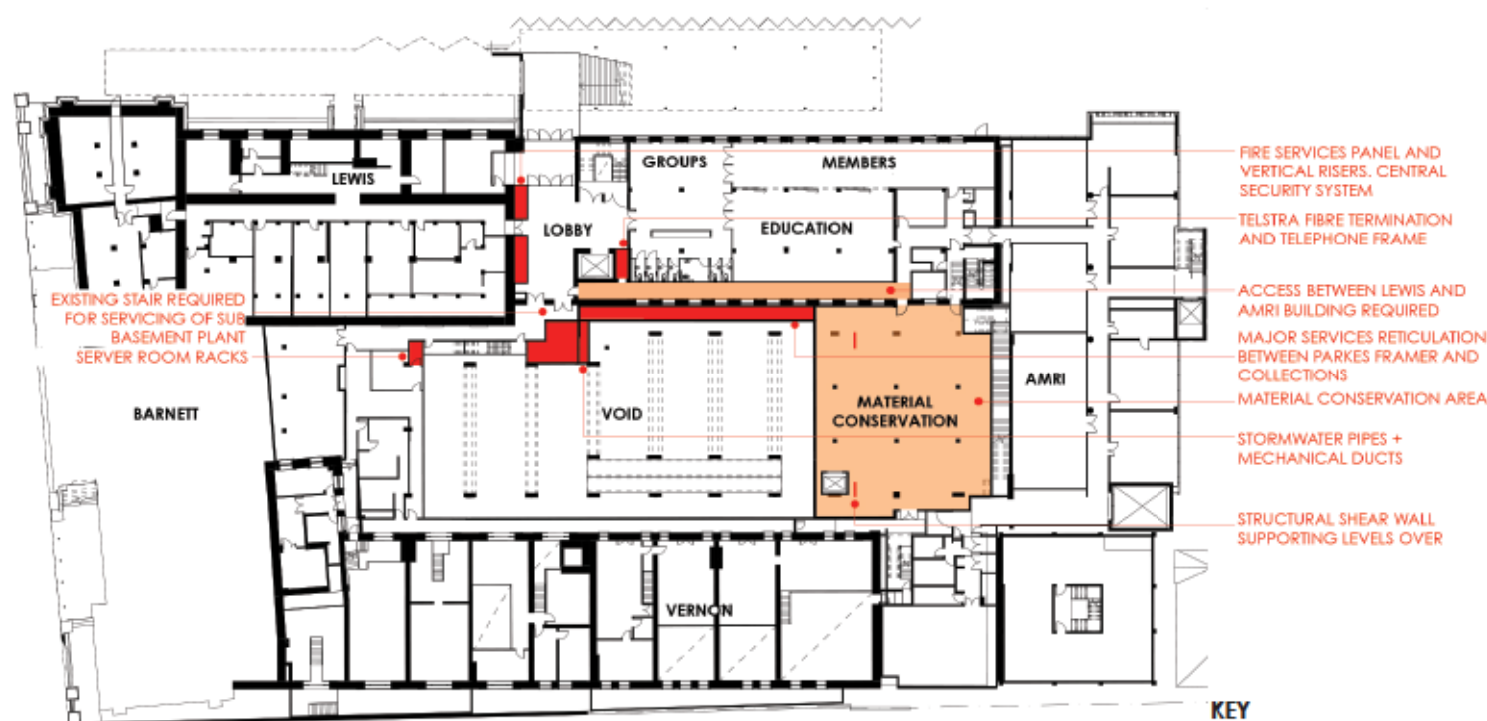 GROUPS
MEMBERS
LEWIS
LOBBY
EDUCATION
FIRE SERVICES PANEL AND
VERTICAL RISERS. CENTRAL
SECURITY SYSTEM
TELSTRA FIBRE TERMINATION
AND TELEPHONE FRAME
EXISTING STAIR REQUIRED
FOR SERVICING OF SUB
BASEMENT PLANT
SERVER ROOM RACKS
ACCESS BETWEEN LEWIS AND
AMRI BUILDING REQUIRED
MAJOR SERVICES RETICULATION
BETWEEN PARKES FRAMER AND
COLLECTIONS
BARNETT
VOID
MATERIAL
CONSERVATION
AMRI
MATERIAL CONSERVATION AREA
STORMWATER PIPES +
MECHANICAL DUCTS
STRUCTURAL SHEAR WALL
SUPPORTING LEVELS OVER
VERNON
KEY